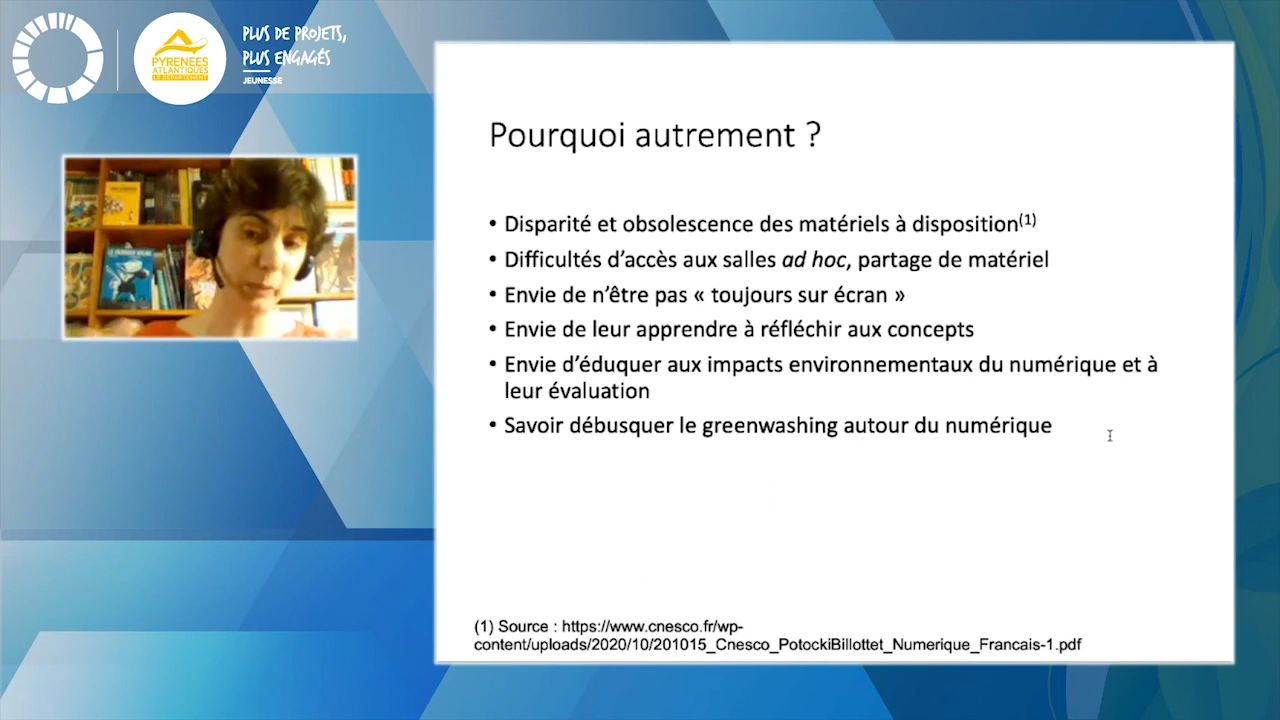 PLUS DE PROJETS,
PLUS ENGAGÉS
JEUNESSE
PYRÉNÉES
ATLANTIQUES
LE DÉPARTEMENT
Pourquoi autrement ?
• Disparité et obsolescence des matériels à disposition(1)
• Difficultés d'accès aux salles ad hoc, partage de matériel
• Envie de n'être pas « toujours sur écran »
• Envie de leur apprendre à réfléchir aux concepts
• Envie d'éduquer aux impacts environnementaux du numérique et à
leur évaluation
• Savoir débusquer le greenwashing autour du numérique
(1) Source : https://www.cnesco.fr/wp-
content/uploads/2020/10/201015_Cnesco_PotockiBillottet_Numerique_Francais-1.pdf